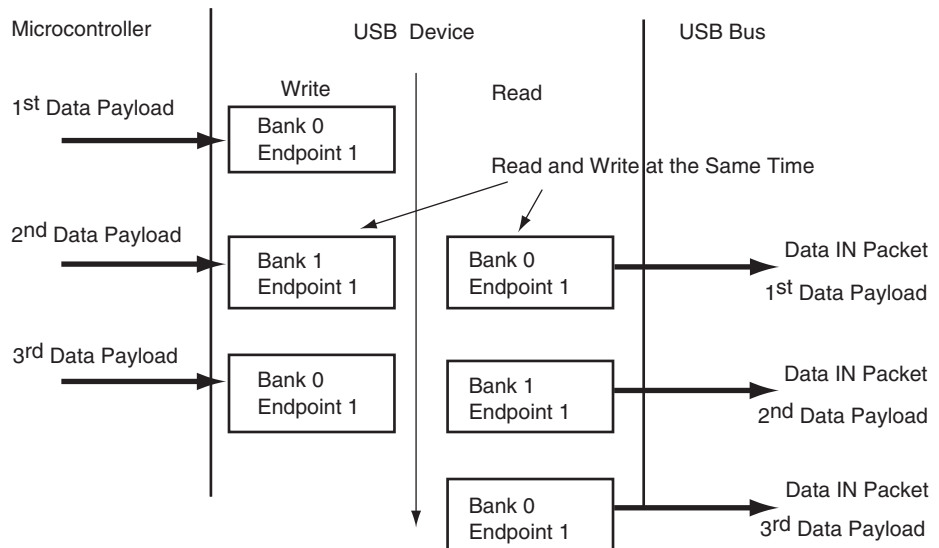 Microcontroller
USB Device
USB Bus
Write
Read
1st Data Payload
Bank 0
Endpoint 1
Read and Write at the Same Time
2nd Data Payload
Bank 1
Endpoint 1
Bank 0
Endpoint 1
Data IN Packet
1st Data Payload
3rd Data Payload
Bank 0
Endpoint 1
Bank 1
Endpoint 1
Data IN Packet
2nd Data Payload
Bank 0
Endpoint 1
Data IN Packet
3rd Data Payload